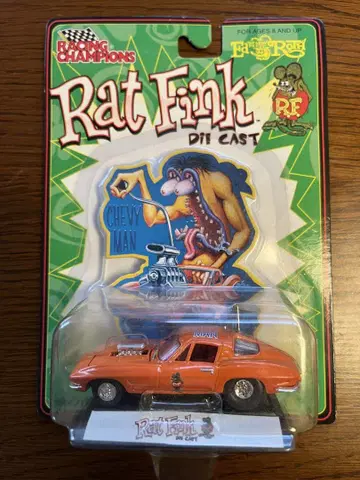 RACING
CHAMPIONS
FOR AGES 8 AND UP
Ed "Big Daddy" Roth
Rat Fink
DIE CAST
R.F.
CHEVY
MAN
Rat Fink
DIE CAST